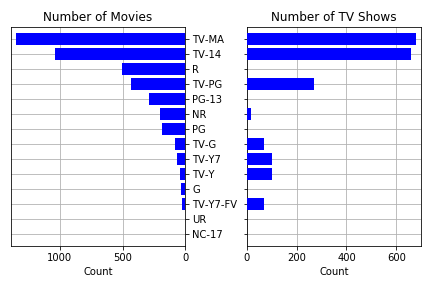 Number of Movies
Number of TV Shows
TV-MA
TV-14
R
TV-PG
PG-13
NR
PG
TV-G
TV-Y7
TV-Y
G
TV-Y7-FV
UR
NC-17
1000 500 0
0 200 400 600
Count
Count